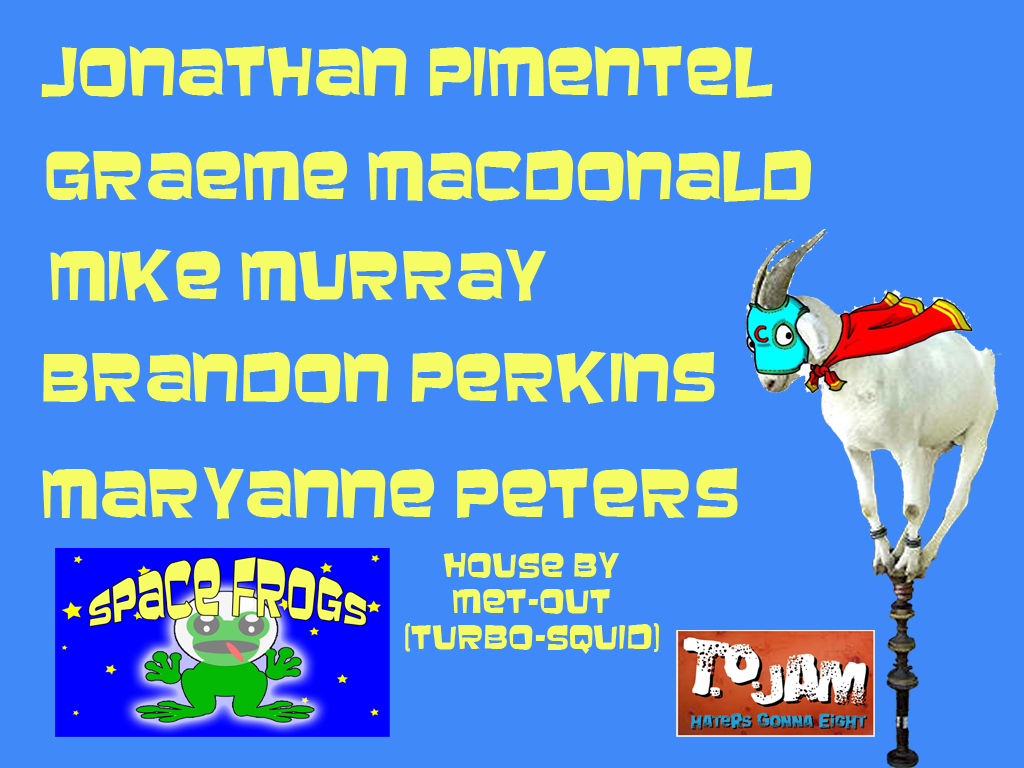 Jonathan Pimentel
Graeme MacDonald
Mike Murray
Brandon Perkins
Maryanne Peters
Space Frogs
House by
Met-Out
(Turbo-Squid)
T.O.JAM
Haters Gonna Eight
C